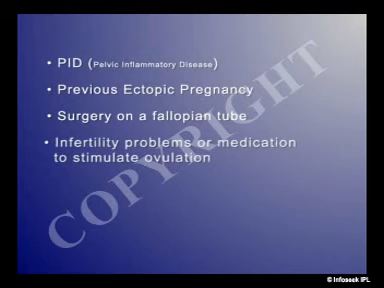 • PID (Pelvic Inflammatory Disease)
• Previous Ectopic Pregnancy
• Surgery on a fallopian tube
• Infertility problems or medication
to stimulate ovulation
COPYRIGHT
© Infoseek IPL